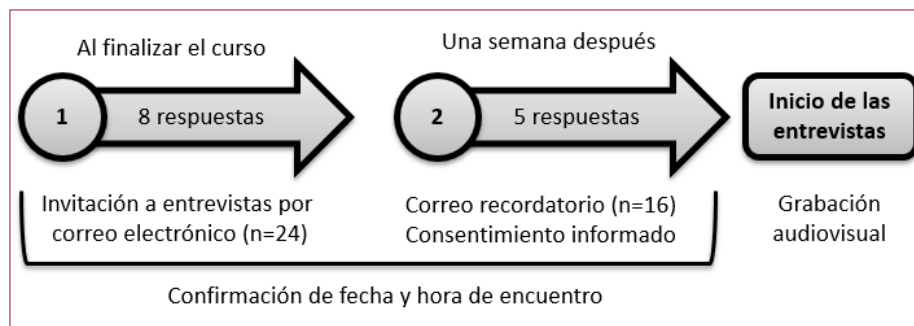 Al finalizar el curso
1
8 respuestas
Invitación a entrevistas por
correo electrónico (n=24)
Una semana después
2
5 respuestas
Correo recordatorio (n=16)
Consentimiento informado
Inicio de las
entrevistas
Grabación
audiovisual
Confirmación de fecha y hora de encuentro